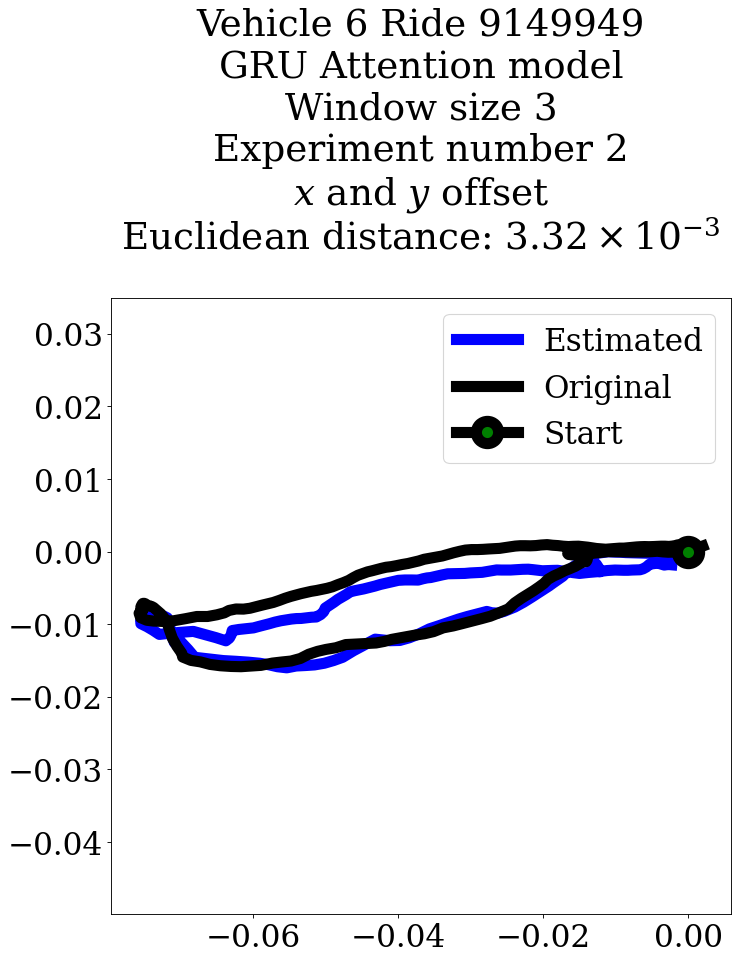 Vehicle 6 Ride 9149949
GRU Attention model
Window size 3
Experiment number 2
x and y offset
Euclidean distance: 3.32 × 10⁻³
Estimated
Original
Start
0.03
0.02
0.01
0.00
−0.01
−0.02
−0.03
−0.04
−0.06 −0.04 −0.02 0.00